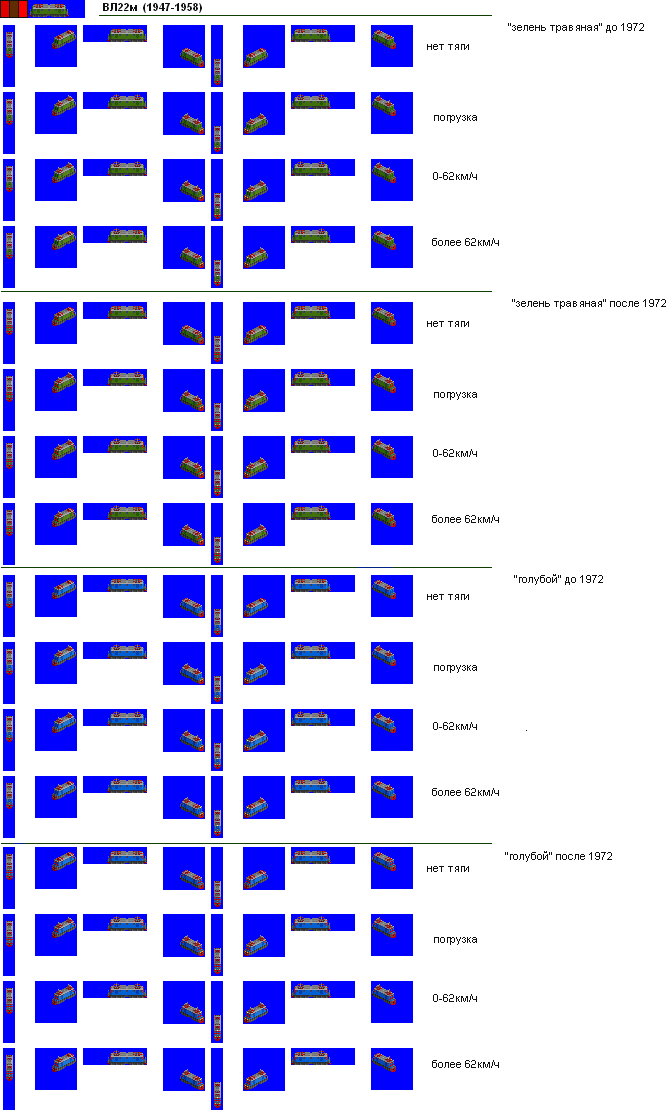 ВЛ22м (1947-1958)
"зелень травяная" до 1972
нет тяги
погрузка
0-62км/ч
более 62км/ч
"зелень травяная" после 1972
нет тяги
погрузка
0-62км/ч
более 62км/ч
"голубой" до 1972
нет тяги
погрузка
0-62км/ч
более 62км/ч
"голубой" после 1972
нет тяги
погрузка
0-62км/ч
более 62км/ч